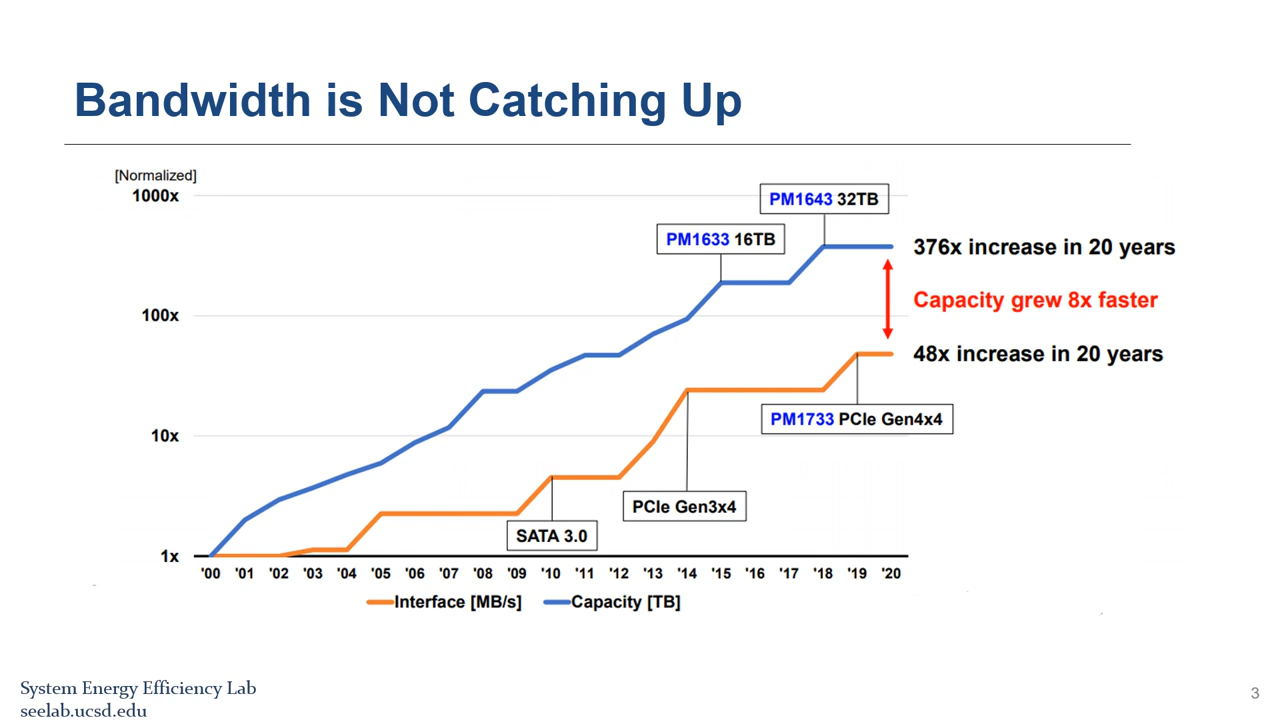 Bandwidth is Not Catching Up
[Normalized]
1000x
100x
10x
1x
PM1643 32TB
PM1633 16TB
376x increase in 20 years
Capacity grew 8x faster
48x increase in 20 years
PM1733 PCIe Gen4x4
PCIe Gen3x4
SATA 3.0
'00 '01 '02 '03 '04 '05 '06 '07 '08 '09 '10 '11 '12 '13 '14 '15 '16 '17 '18 '19 '20
Interface [MB/s] Capacity [TB]
System Energy Efficiency Lab
seelab.ucsd.edu
3